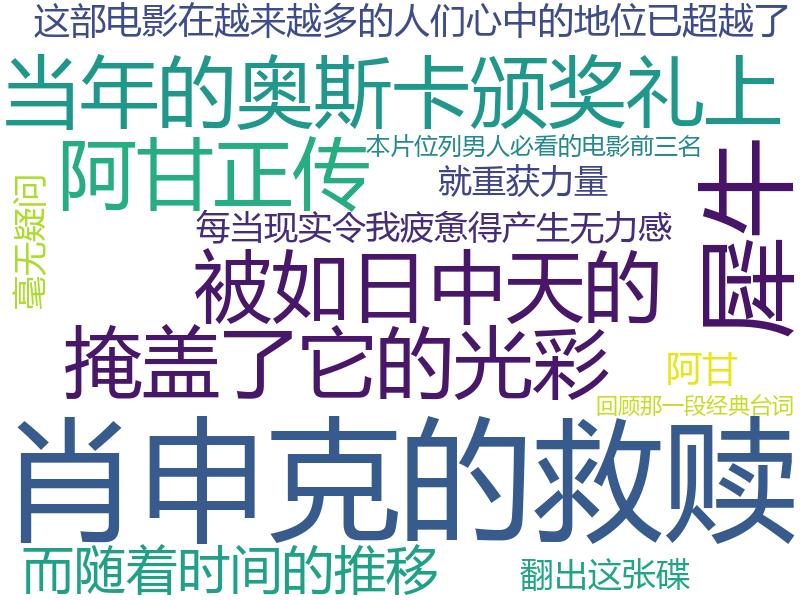 这部电影在越来越多的人们心中的地位已超越了
当年的奥斯卡颁奖礼上
本片位列男人必看的电影前三名
阿甘正传
就重获力量
犀牛
毫无疑问
每当现实令我疲惫得产生无力感
被如日中天的
掩盖了它的光彩
阿甘
回顾那一段经典台词
肖申克的救赎
而随着时间的推移
翻出这张碟